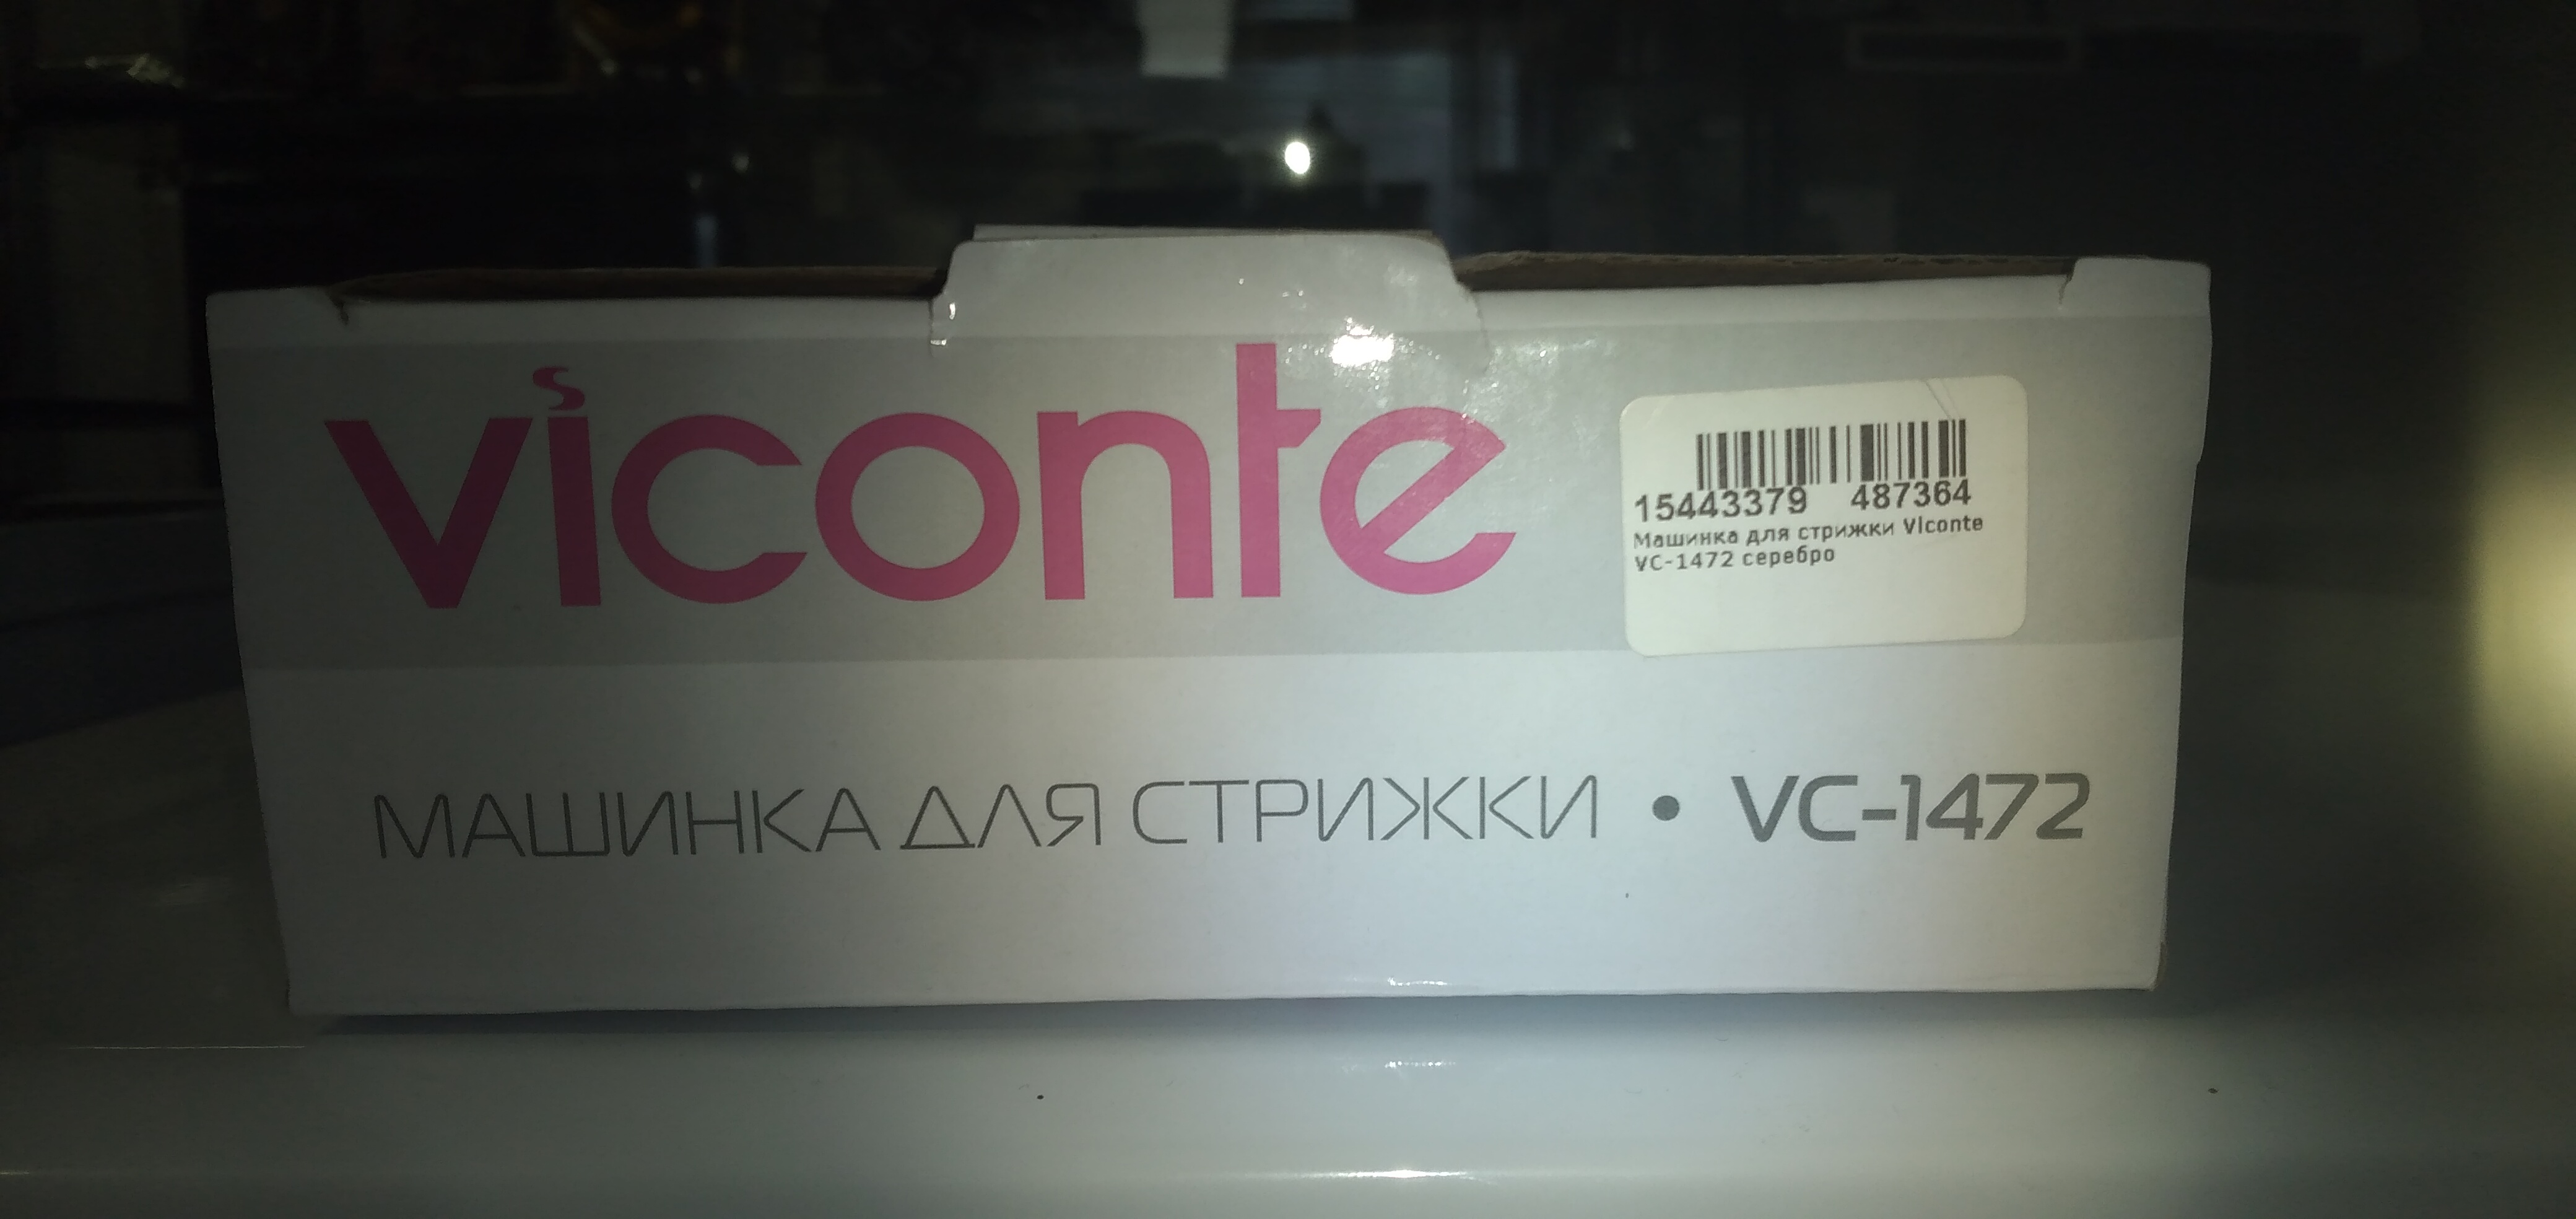 viconte
15443379 487364
Машинка для стрижки Viconte
VC-1472 серебро
МАШИНКА ДЛЯ СТРИЖКИ • VC-1472